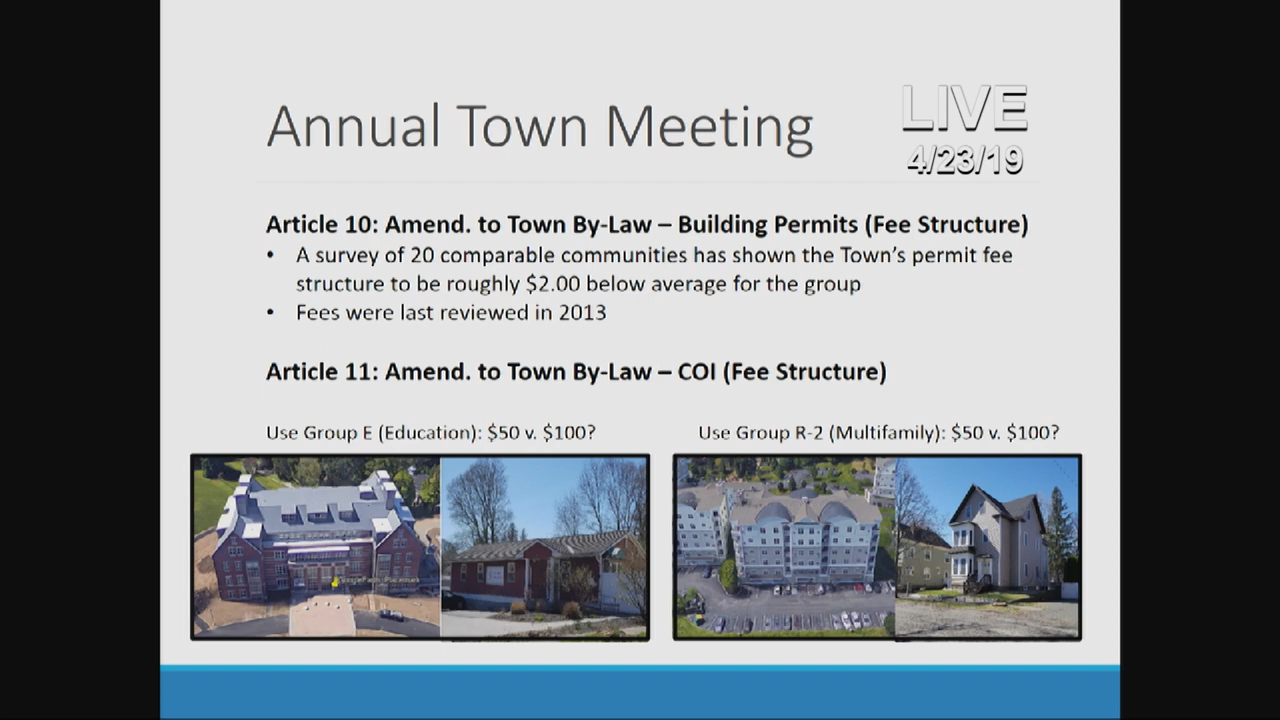 Annual Town Meeting
LIVE
4/23/19
Article 10: Amend. to Town By-Law – Building Permits (Fee Structure)
• A survey of 20 comparable communities has shown the Town's permit fee
structure to be roughly $2.00 below average for the group
• Fees were last reviewed in 2013
Article 11: Amend. to Town By-Law – COI (Fee Structure)
Use Group E (Education): $50 v. $100?
Use Group R-2 (Multifamily): $50 v. $100?